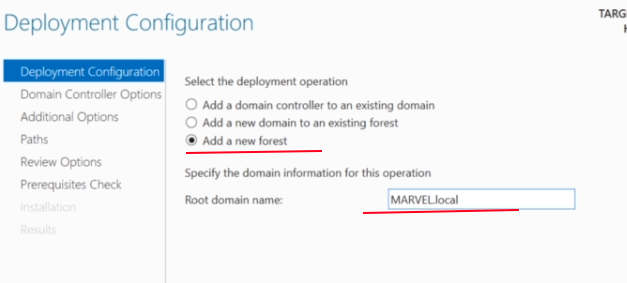 Deployment Configuration
TARG
Deployment Configuration
Domain Controller Options
Additional Options
Paths
Review Options
Prerequisites Check
Installation
Results
Select the deployment operation
Add a domain controller to an existing domain
Add a new domain to an existing forest
Add a new forest
Specify the domain information for this operation
Root domain name:
MARVEL.local